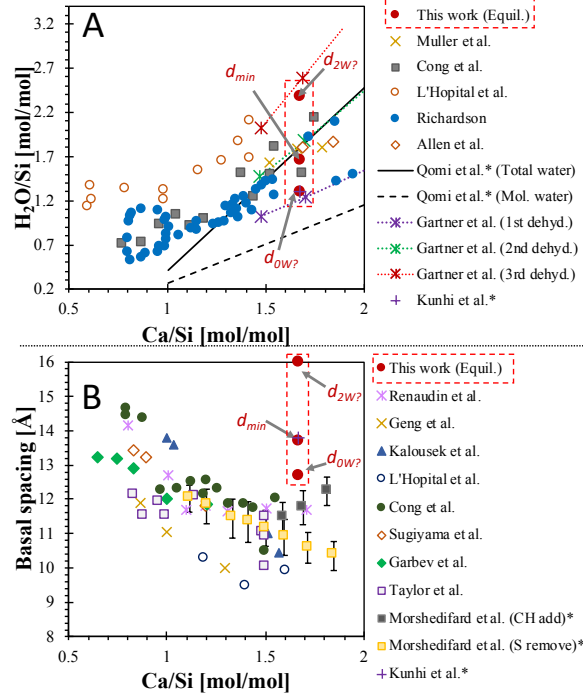 A
This work (Equil.)
Muller et al.
Cong et al.
L'Hopital et al.
Richardson
Allen et al.
Qomi et al.* (Total water)
Qomi et al.* (Mol. water)
Gartner et al. (1st dehyd.)
Gartner et al. (2nd dehyd.)
Gartner et al. (3rd dehyd.)
Kunhi et al.*
H2O/Si [mol/mol]
3.2
2.7
2.2
1.7
1.2
0.7
0.2
d2W?
dmin
d0W?
0.5
1
1.5
2
Ca/Si [mol/mol]
B
This work (Equil.)
Renaudin et al.
Geng et al.
Kalousek et al.
L'Hopital et al.
Cong et al.
Sugiyama et al.
Garbev et al.
Taylor et al.
Morshedifard et al. (CH add)*
Morshedifard et al. (S remove)*
Kunhi et al.*
Basal spacing [Å]
16
15
14
13
12
11
10
9
8
d2W?
dmin
d0W?
0.5
1
1.5
2
Ca/Si [mol/mol]